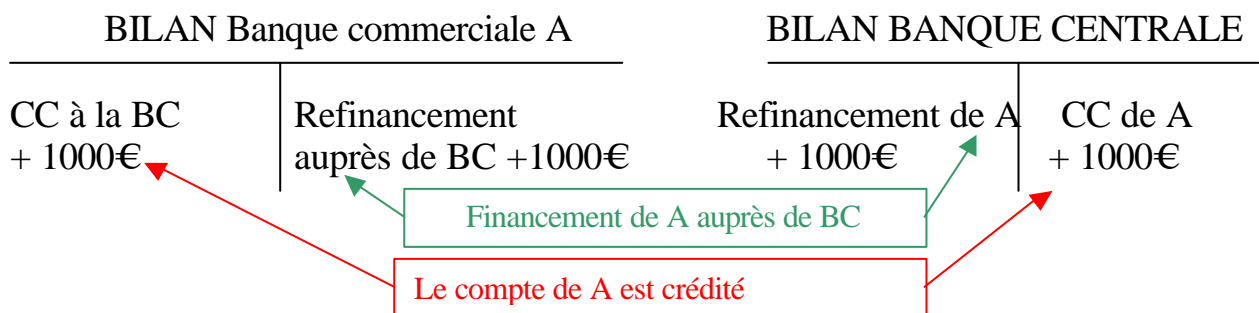 BILAN Banque commerciale A
BILAN BANQUE CENTRALE
CC à la BC
+ 1000€
Refinancement
auprès de BC +1000€
Refinancement de A
+ 1000€
CC de A
+ 1000€
Financement de A auprès de BC
Le compte de A est crédité